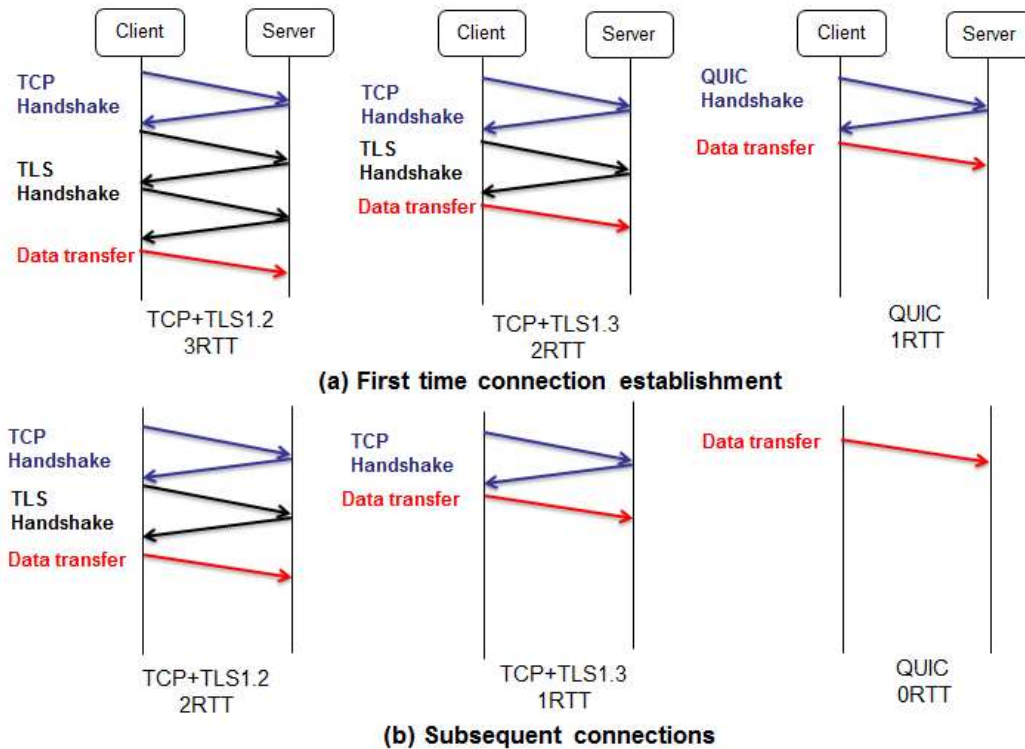 Client
Server
TCP
Handshake
TLS
Handshake
Data transfer
TCP+TLS1.2
3RTT
Client
Server
TCP
Handshake
TLS
Handshake
Data transfer
TCP+TLS1.3
2RTT
Client
Server
QUIC
Handshake
Data transfer
QUIC
1RTT
(a) First time connection establishment
TCP
Handshake
TLS
Handshake
Data transfer
TCP+TLS1.2
2RTT
TCP
Handshake
Data transfer
TCP+TLS1.3
1RTT
Data transfer
QUIC
0RTT
(b) Subsequent connections